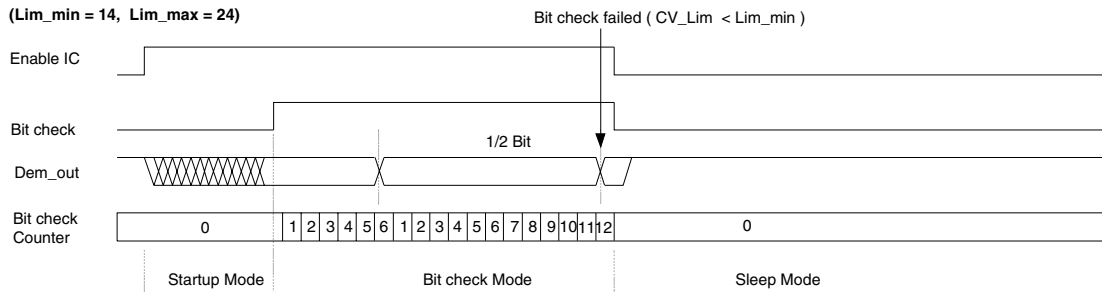 (Lim_min = 14, Lim_max = 24)
Bit check failed ( CV_Lim < Lim_min )
Enable IC
Bit check
1/2 Bit
Dem_out
Bit check
Counter
0 1 2 3 4 5 6 1 2 3 4 5 6 7 8 9 10 11 12 0
Startup Mode Bit check Mode Sleep Mode